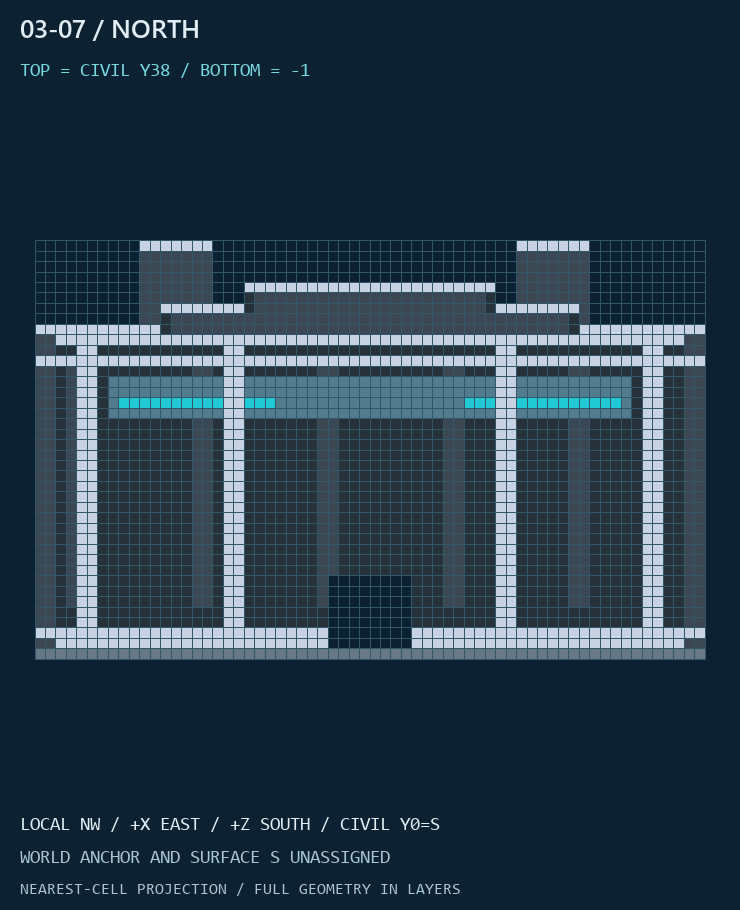 03-07 / NORTH
TOP = CIVIL Y38 / BOTTOM = -1
LOCAL NW / +X EAST / +Z SOUTH / CIVIL Y0=S
WORLD ANCHOR AND SURFACE S UNASSIGNED
NEAREST-CELL PROJECTION / FULL GEOMETRY IN LAYERS